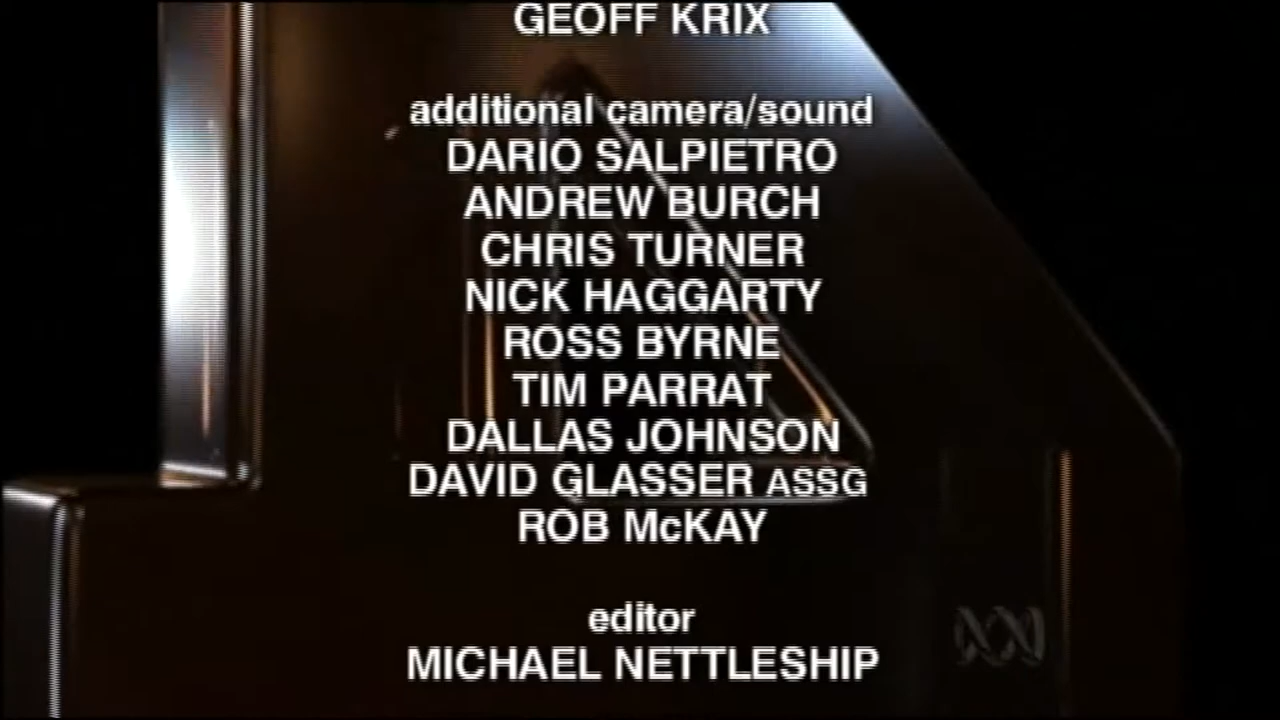 GEOFF KRIX
additional camera/sound
DARIO SALPIETRO
ANDREW BURCH
CHRIS TURNER
NICK HAGGARTY
ROSS BYRNE
TIM PARRAT
DALLAS JOHNSON
DAVID GLASSER ASSG
ROB McKAY
editor
MICHAEL NETTLESHIP